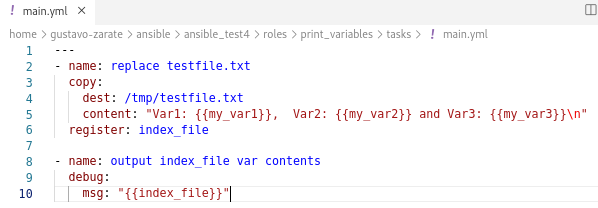 ! main.yml ×
home > gustavo-zarate > ansible > ansible_test4 > roles > print_variables > tasks > ! main.yml
1 ---
2 - name: replace testfile.txt
3   copy:
4     dest: /tmp/testfile.txt
5     content: "Var1: {{my_var1}},  Var2: {{my_var2}} and Var3: {{my_var3}}\n"
6   register: index_file
7
8 - name: output index_file var contents
9   debug:
10     msg: "{{index_file}}"